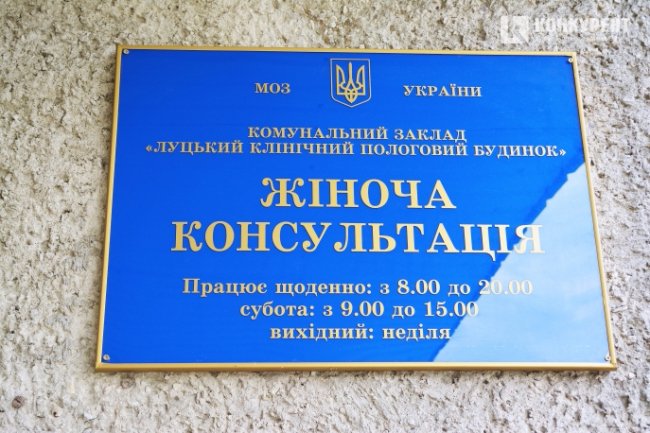 КОНКУРЕНТ
МОЗ УКРАЇНИ
КОМУНАЛЬНИЙ ЗАКЛАД
«ЛУЦЬКИЙ КЛІНІЧНИЙ ПОЛОГОВИЙ БУДИНОК»
ЖІНОЧА
КОНСУЛЬТАЦІЯ
Працює щоденно: з 8.00 до 20.00
субота: з 9.00 до 15.00
вихідний: неділя